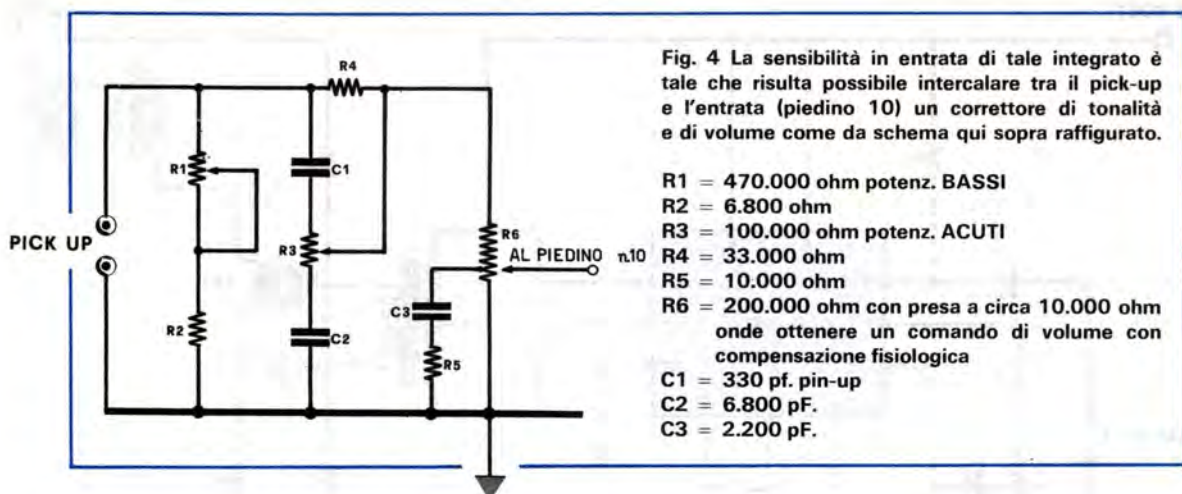 R4
R1
C1
R3
R6
PICK UP
AL PIEDINO n.10
C3
R2
C2
R5
Fig. 4 La sensibilità in entrata di tale integrato è
tale che risulta possibile intercalare tra il pick-up
e l'entrata (piedino 10) un correttore di tonalità
e di volume come da schema qui sopra raffigurato.
R1 = 470.000 ohm potenz. BASSI
R2 = 6.800 ohm
R3 = 100.000 ohm potenz. ACUTI
R4 = 33.000 ohm
R5 = 10.000 ohm
R6 = 200.000 ohm con presa a circa 10.000 ohm
onde ottenere un comando di volume con
compensazione fisiologica
C1 = 330 pf. pin-up
C2 = 6.800 pF.
C3 = 2.200 pF.